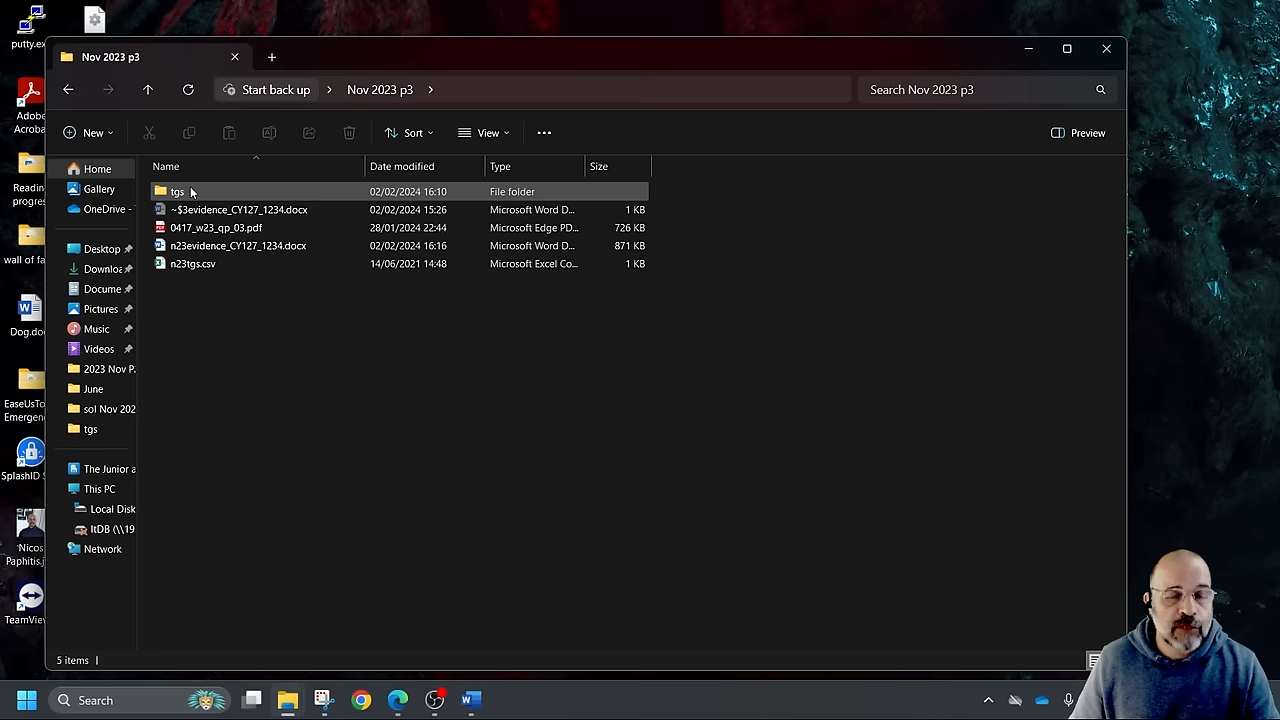 putty.ex
Nov 2023 p3
Start back up
Nov 2023 p3
Search Nov 2023 p3
Adobe
Acroba
New
Sort
View
Preview
Name
Date modified
Type
Size
Home
Gallery
OneDrive -
Desktop
Downloa
Docume
Pictures
Music
Videos
2023 Nov P.
June
sol Nov 202
tgs
The Junior a
This PC
Local Disk
ItDB (\\19
Network
tgs 02/02/2024 16:10 File folder
~$3evidence_CY127_1234.docx 02/02/2024 15:26 Microsoft Word D... 1 KB
0417_w23_qp_03.pdf 28/01/2024 22:44 Microsoft Edge PD... 726 KB
n23evidence_CY127_1234.docx 02/02/2024 16:16 Microsoft Word D... 871 KB
n23tgs.csv 14/06/2021 14:48 Microsoft Excel Co... 1 KB
Reading
progres
wall of fa
Dog.do
EaseUsTo
Emergen
SplashID S
Nicos
Paphitis.j
TeamView
5 items
Search